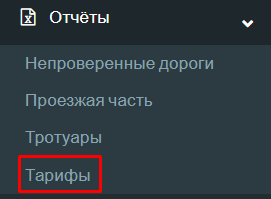 Отчёты
Непроверенные дороги
Проезжая часть
Тротуары
Тарифы